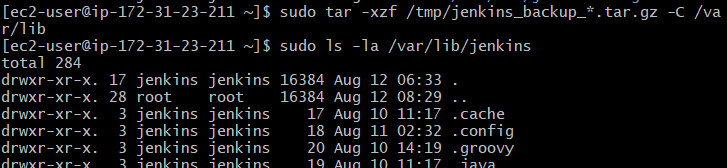 [ec2-user@ip-172-31-23-211 ~]$ sudo tar -xzf /tmp/jenkins_backup_*.tar.gz -C /va
r/lib
[ec2-user@ip-172-31-23-211 ~]$ sudo ls -la /var/lib/jenkins
total 284
drwxr-xr-x. 17 jenkins jenkins 16384 Aug 12 06:33 .
drwxr-xr-x. 28 root    root    16384 Aug 12 08:29 ..
drwxr-xr-x.  3 jenkins jenkins    17 Aug 10 11:17 .cache
drwxr-xr-x.  3 jenkins jenkins    18 Aug 11 02:32 .config
drwxr-xr-x.  3 jenkins jenkins    20 Aug 10 14:19 .groovy
drwxr-xr-x.  3 jenkins jenkins    19 Aug 10 11:17 .java